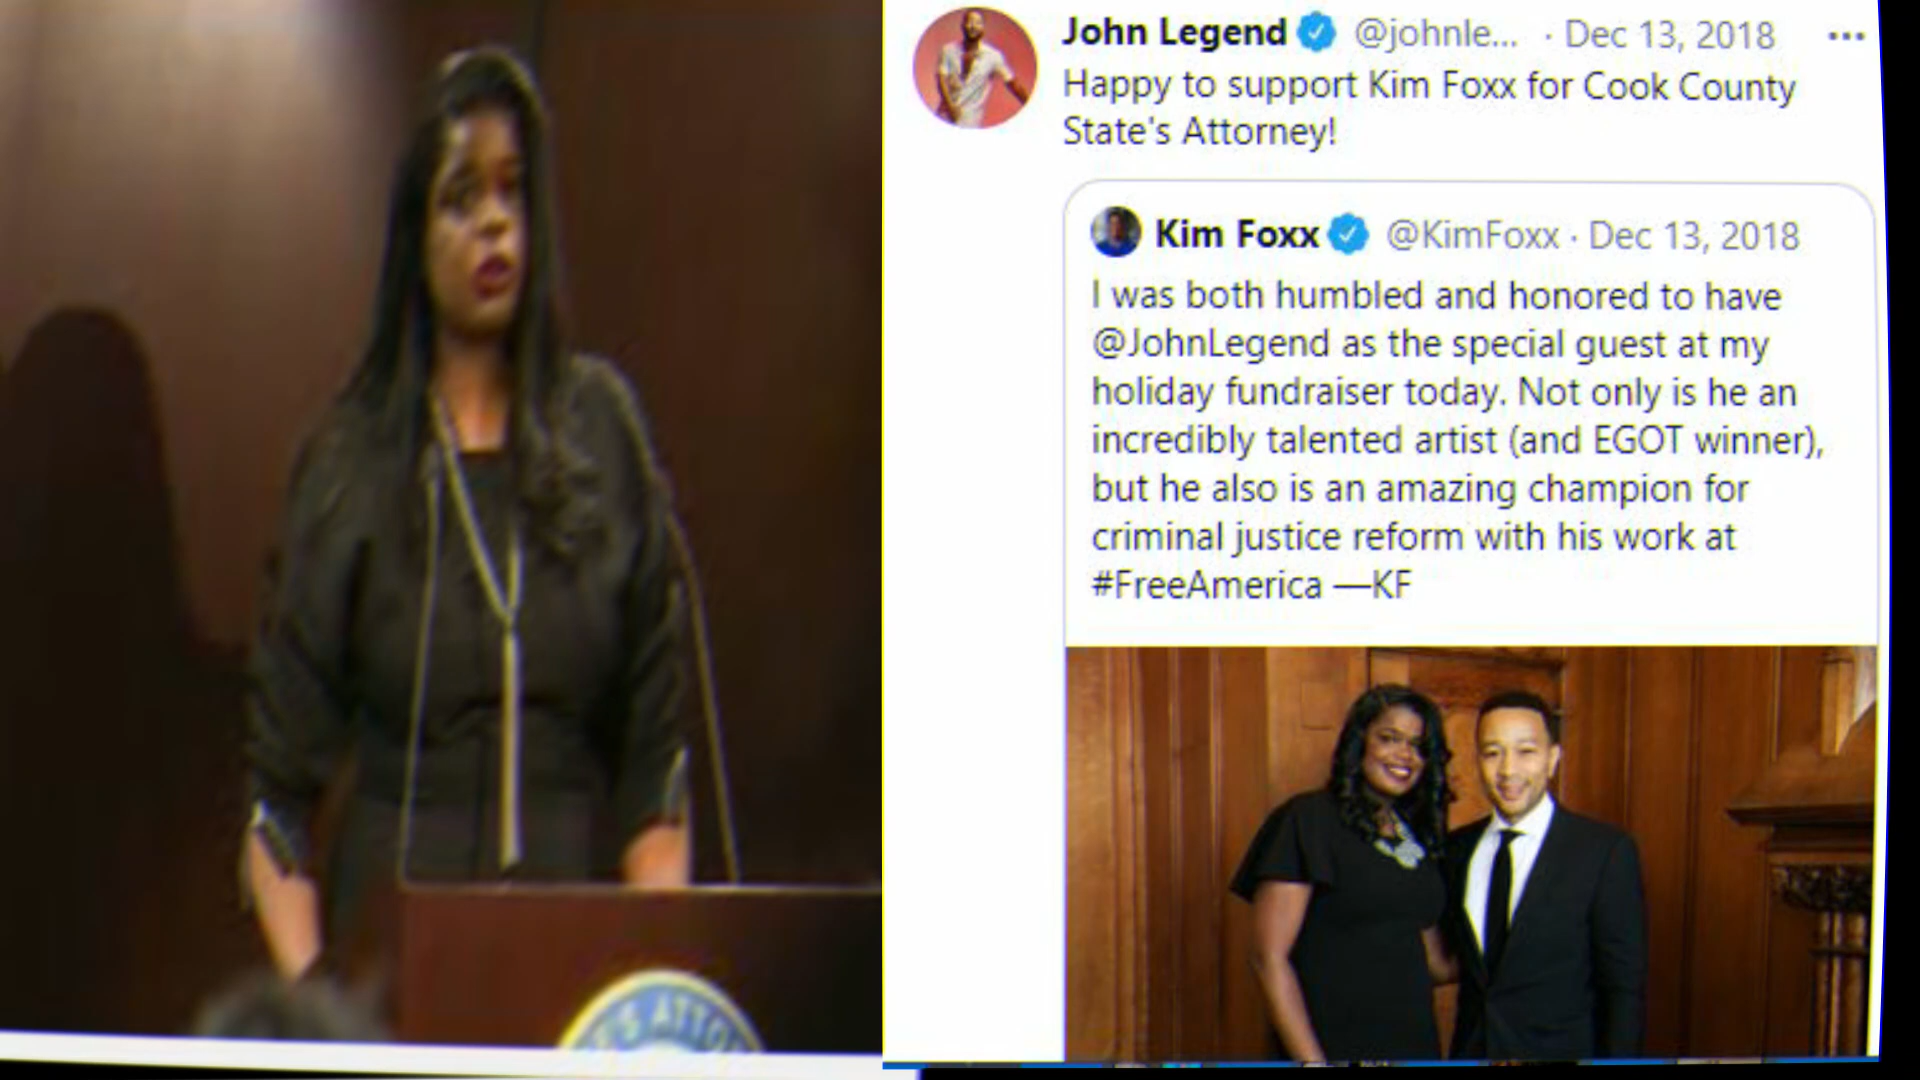 John Legend @johnle... · Dec 13, 2018 ...
Happy to support Kim Foxx for Cook County
State's Attorney!
Kim Foxx @KimFoxx · Dec 13, 2018
I was both humbled and honored to have
@JohnLegend as the special guest at my
holiday fundraiser today. Not only is he an
incredibly talented artist (and EGOT winner),
but he also is an amazing champion for
criminal justice reform with his work at
#FreeAmerica —KF